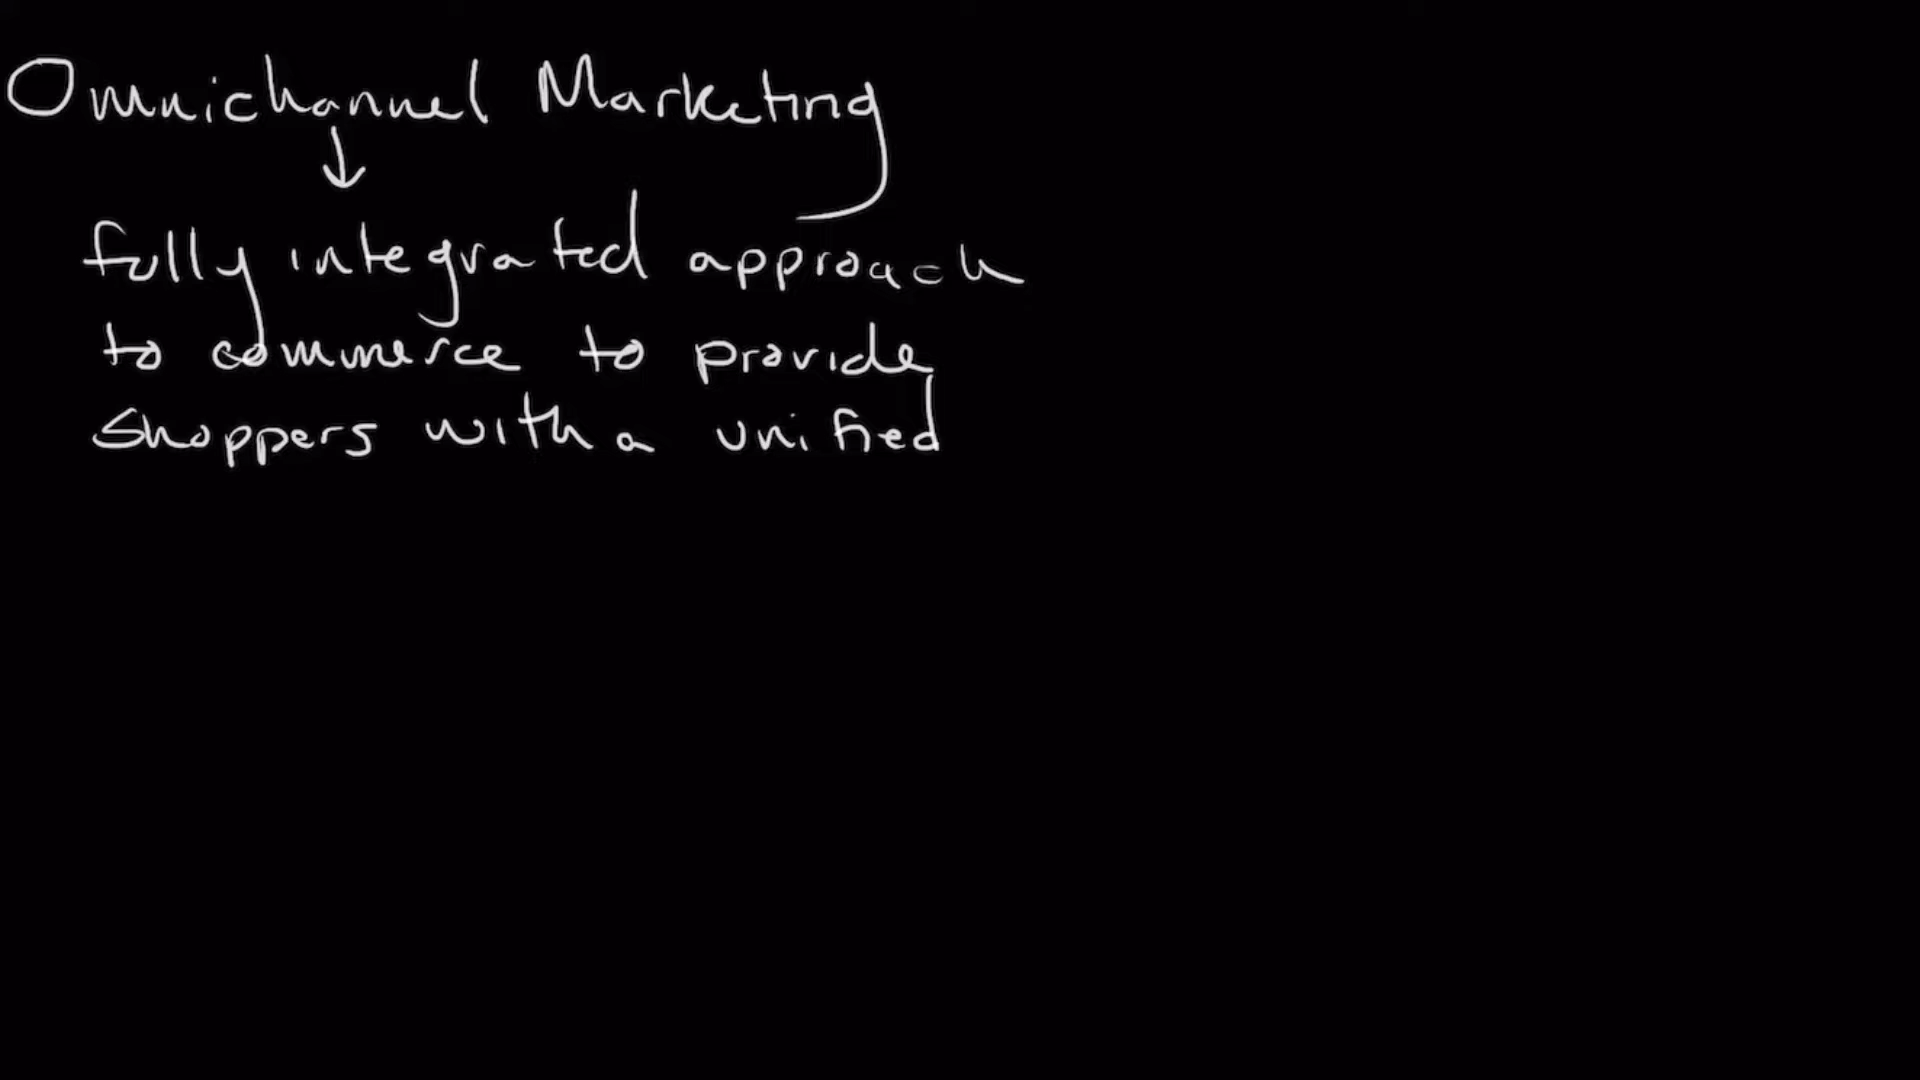 Omnichannel Marketing
fully integrated approach
to commerce to provide
shoppers with a unified